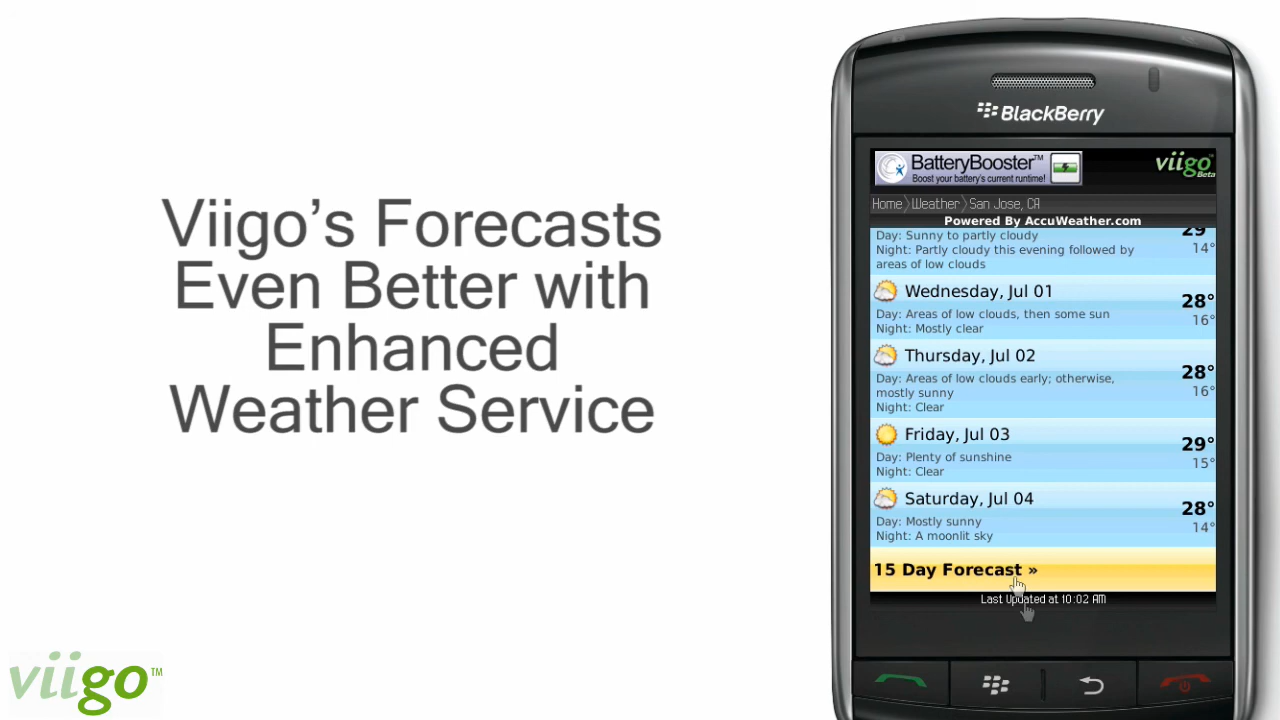 Viigo's Forecasts
Even Better with
Enhanced
Weather Service
viigo™
BlackBerry
BatteryBooster™
Boost your battery's current runtime!
viigo™
Beta
Home Weather San Jose, CA
Powered By AccuWeather.com
29
Day: Sunny to partly cloudy
14°
Night: Partly cloudy this evening followed by
areas of low clouds
Wednesday, Jul 01
28°
Day: Areas of low clouds, then some sun
16°
Night: Mostly clear
Thursday, Jul 02
28°
Day: Areas of low clouds early; otherwise,
mostly sunny
16°
Night: Clear
Friday, Jul 03
29°
Day: Plenty of sunshine
15°
Night: Clear
Saturday, Jul 04
28°
Day: Mostly sunny
14°
Night: A moonlit sky
15 Day Forecast »
Last Updated at 10:02 AM